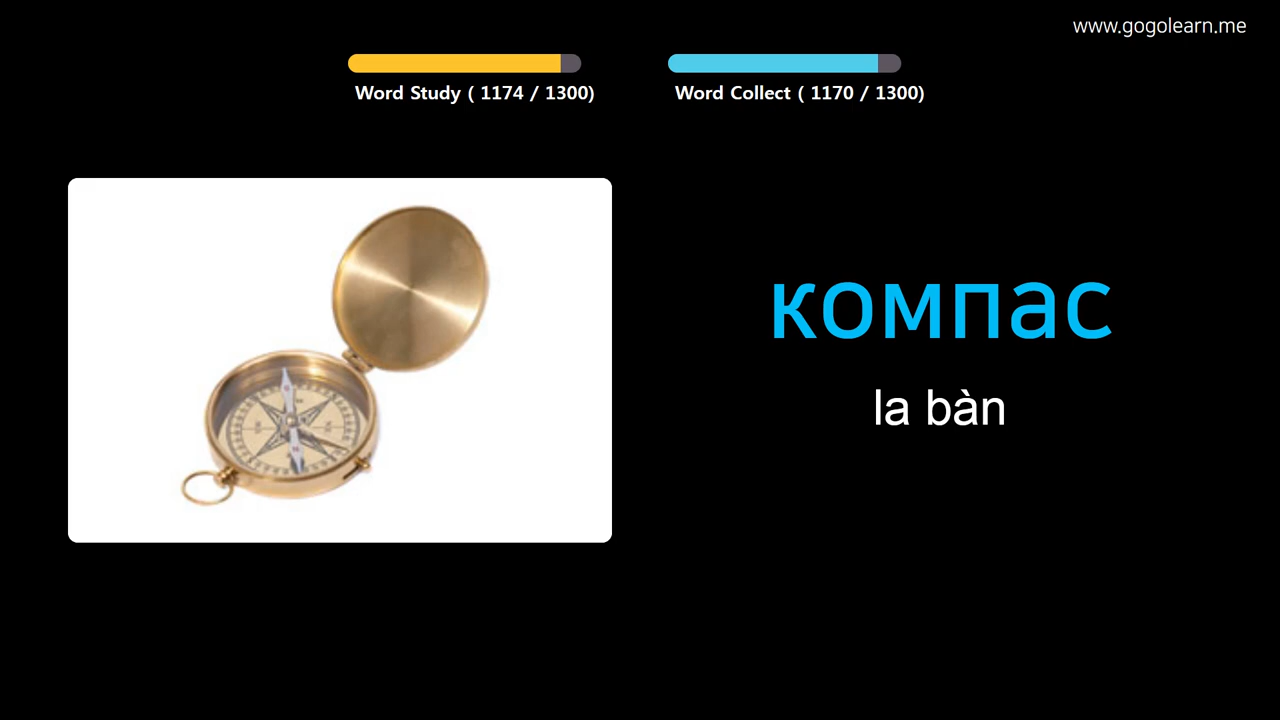 www.gogolearn.me
Word Study ( 1174 / 1300)
Word Collect ( 1170 / 1300)
компас
la bàn